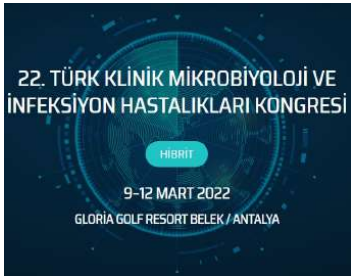 22. TÜRK KLİNİK MİKROBİYOLOJİ VE
İNFEKSİYON HASTALIKLARI KONGRESİ
HİBRİT
9-12 MART 2022
GLORİA GOLF RESORT BELEK / ANTALYA